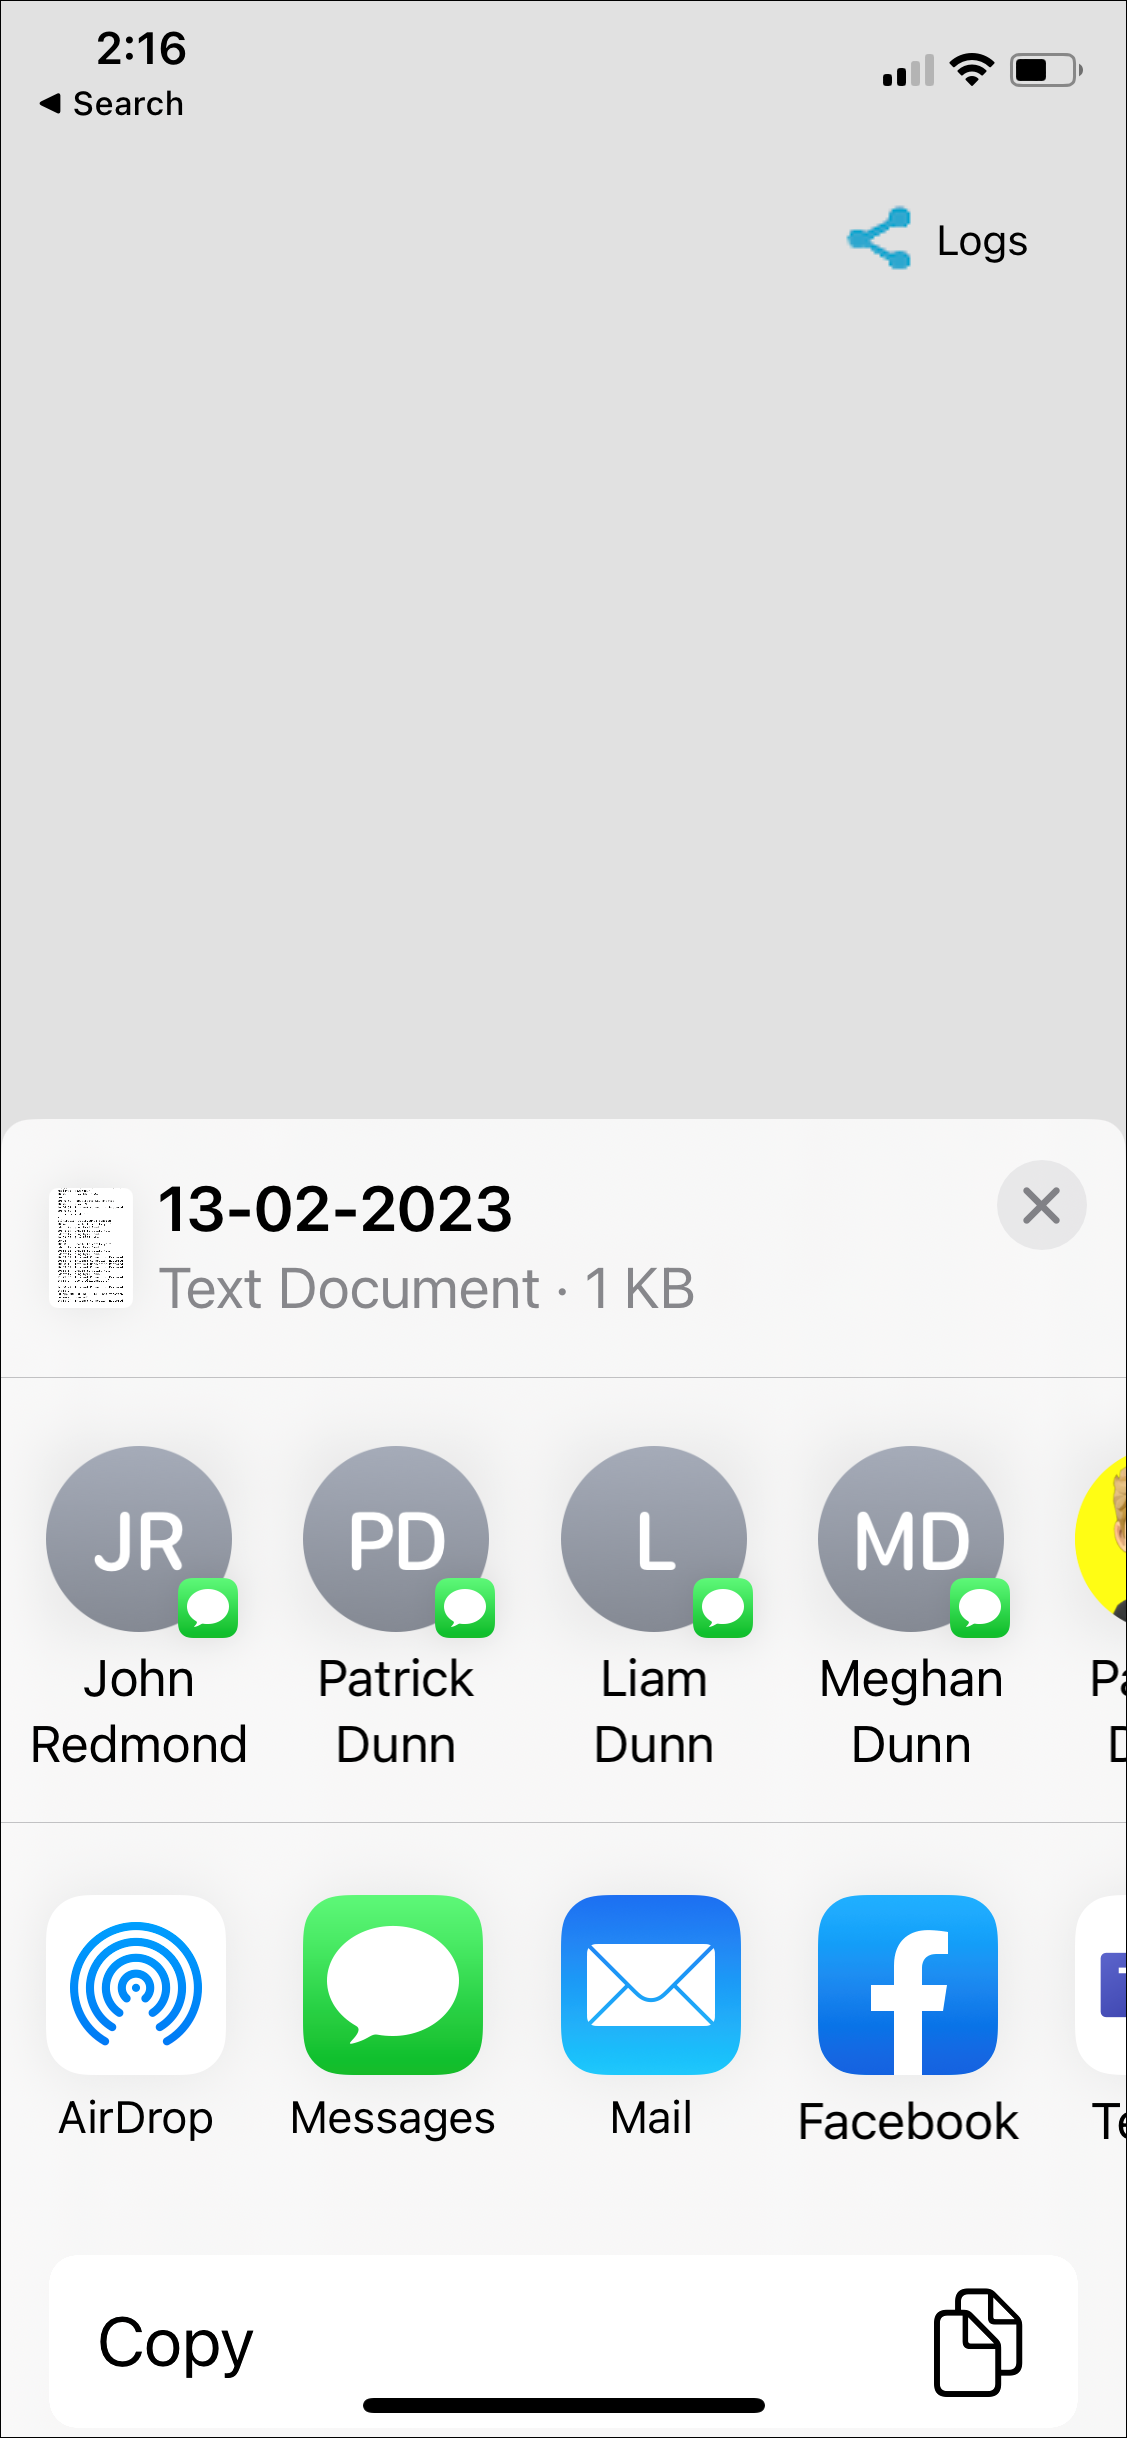 2:16
Search
Logs
13-02-2023
Text Document · 1 KB
JR
PD
L
MD
John Redmond
Patrick Dunn
Liam Dunn
Meghan Dunn
AirDrop
Messages
Mail
Facebook
Copy